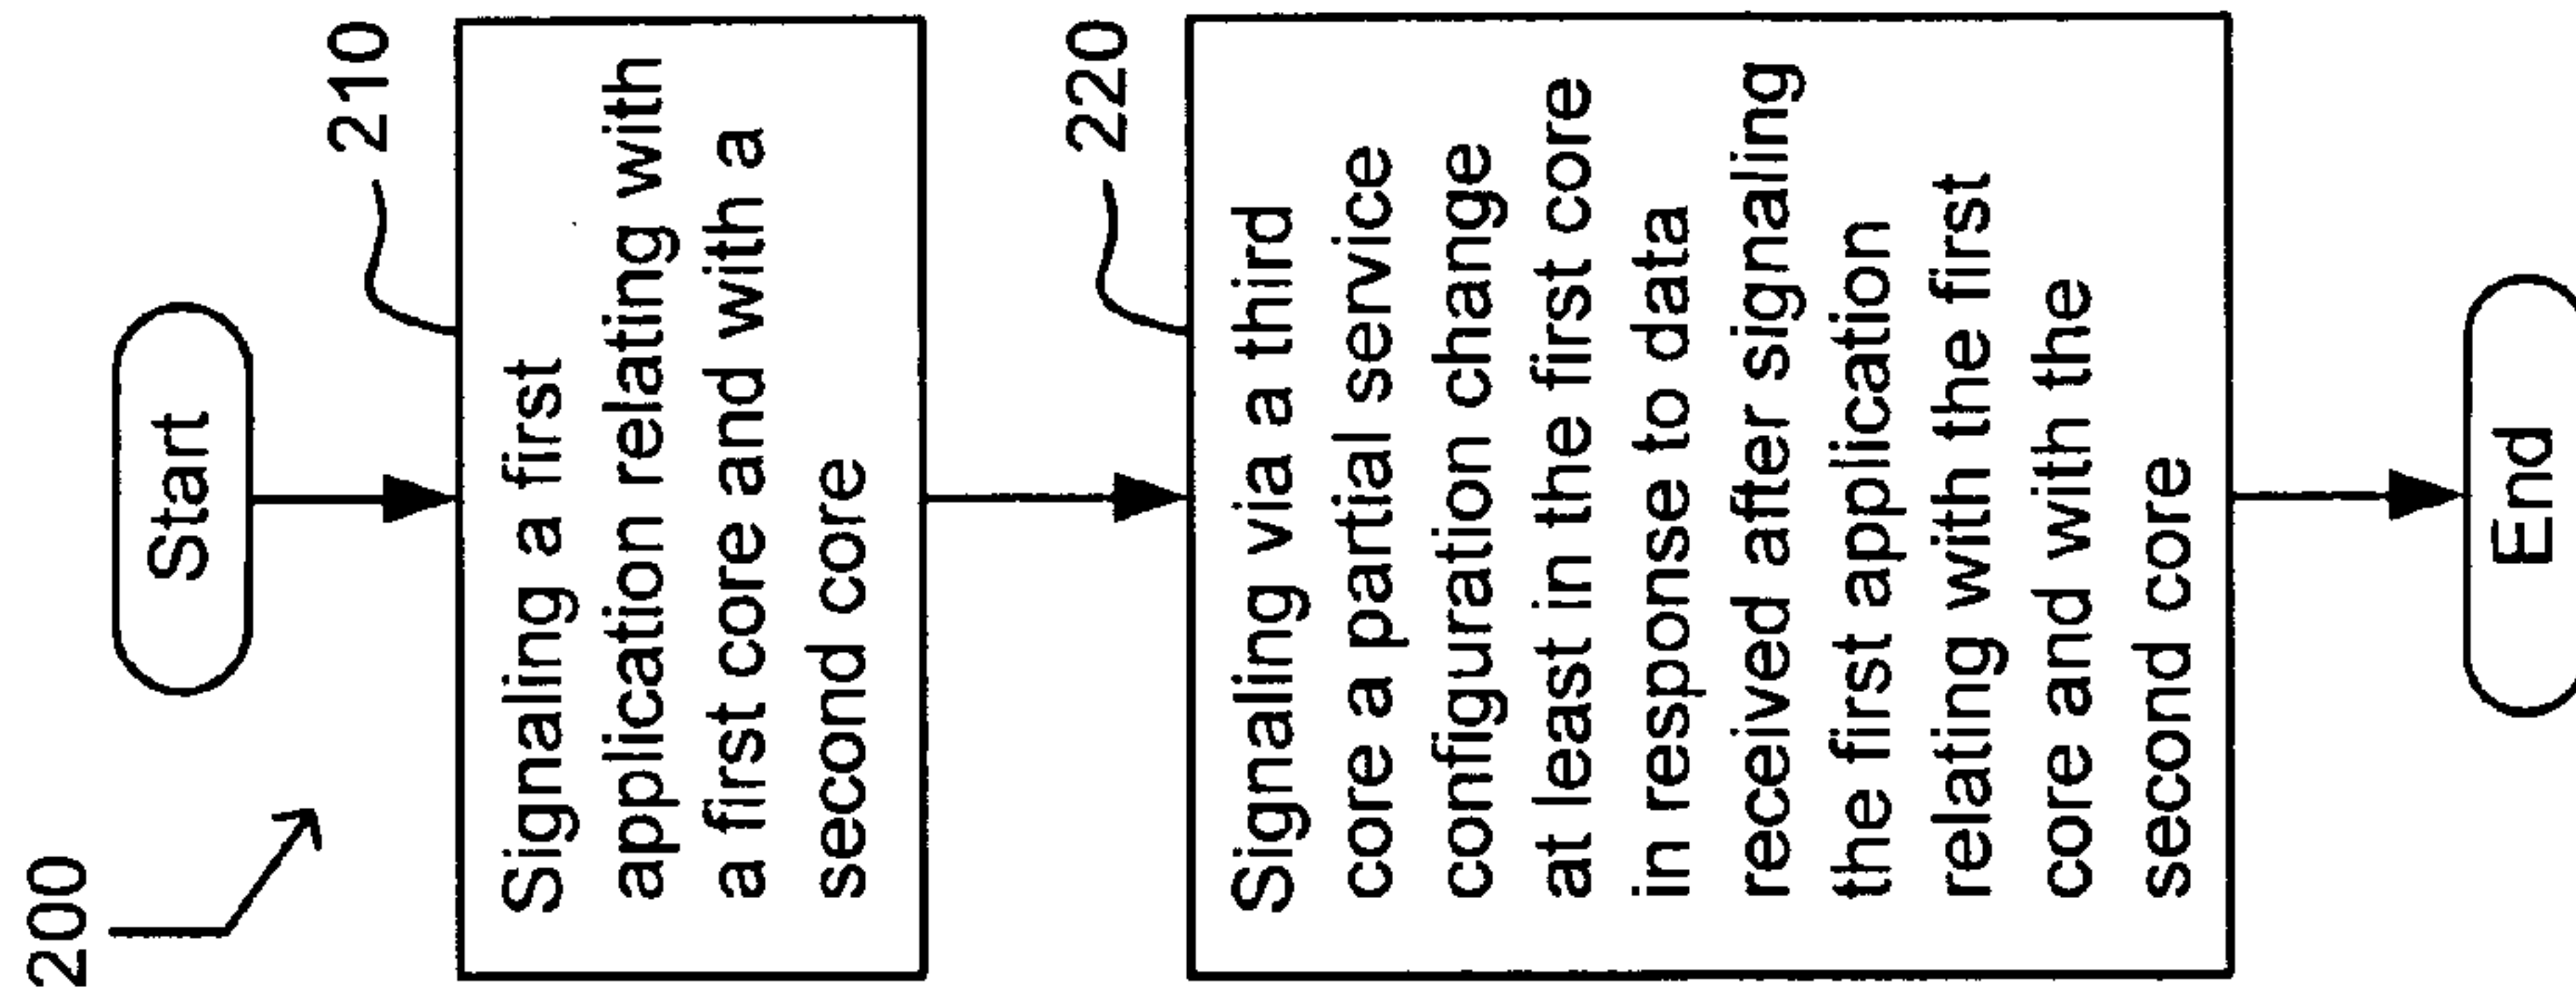 200
Start
210
Signaling a first
application relating with
a first core and with a
second core
220
Signaling via a third
core a partial service
configuration change
at least in the first core
in response to data
received after signaling
the first application
relating with the first
core and with the
second core
End